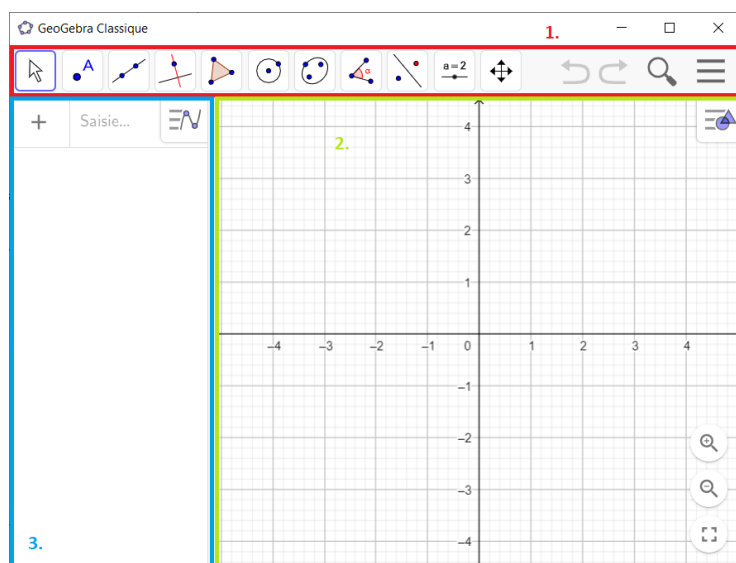 GeoGebra Classique
1.
A
α
a=2
+ Saisie...
2.
4
3
2
1
–4 –3 –2 –1 0 1 2 3 4
–1
–2
–3
–4
3.